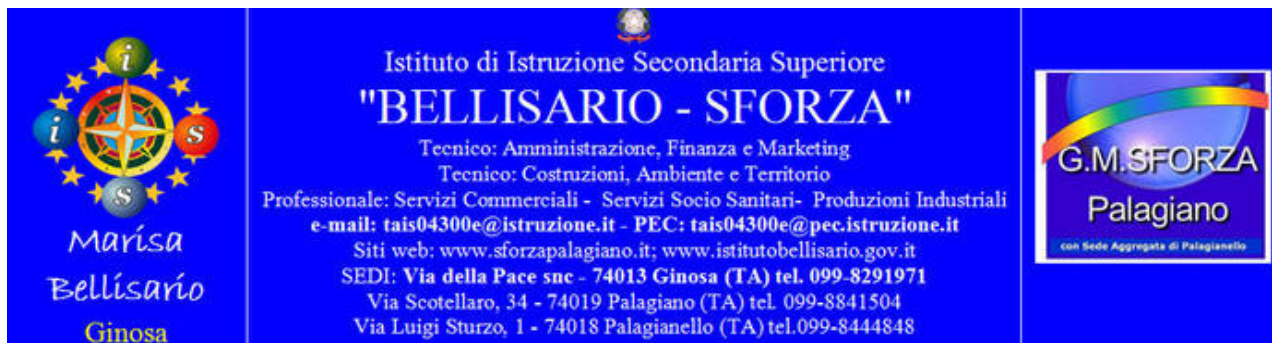 i
i
s
s
Marisa
Bellisario
Ginosa
Istituto di Istruzione Secondaria Superiore
"BELLISARIO - SFORZA"
Tecnico: Amministrazione, Finanza e Marketing
Tecnico: Costruzioni, Ambiente e Territorio
Professionale: Servizi Commerciali - Servizi Socio Sanitari- Produzioni Industriali
e-mail: tais04300e@istruzione.it - PEC: tais04300e@pec.istruzione.it
Siti web: www.sforzapalagiano.it; www.istitutobellisario.gov.it
SEDI: Via della Pace snc - 74013 Ginosa (TA) tel. 099-8291971
Via Scotellaro, 34 - 74019 Palagiano (TA) tel. 099-8841504
Via Luigi Sturzo, 1 - 74018 Palagianello (TA) tel.099-8444848
G.M.SFORZA
Palagiano
con Sede Aggregata di Palagianello